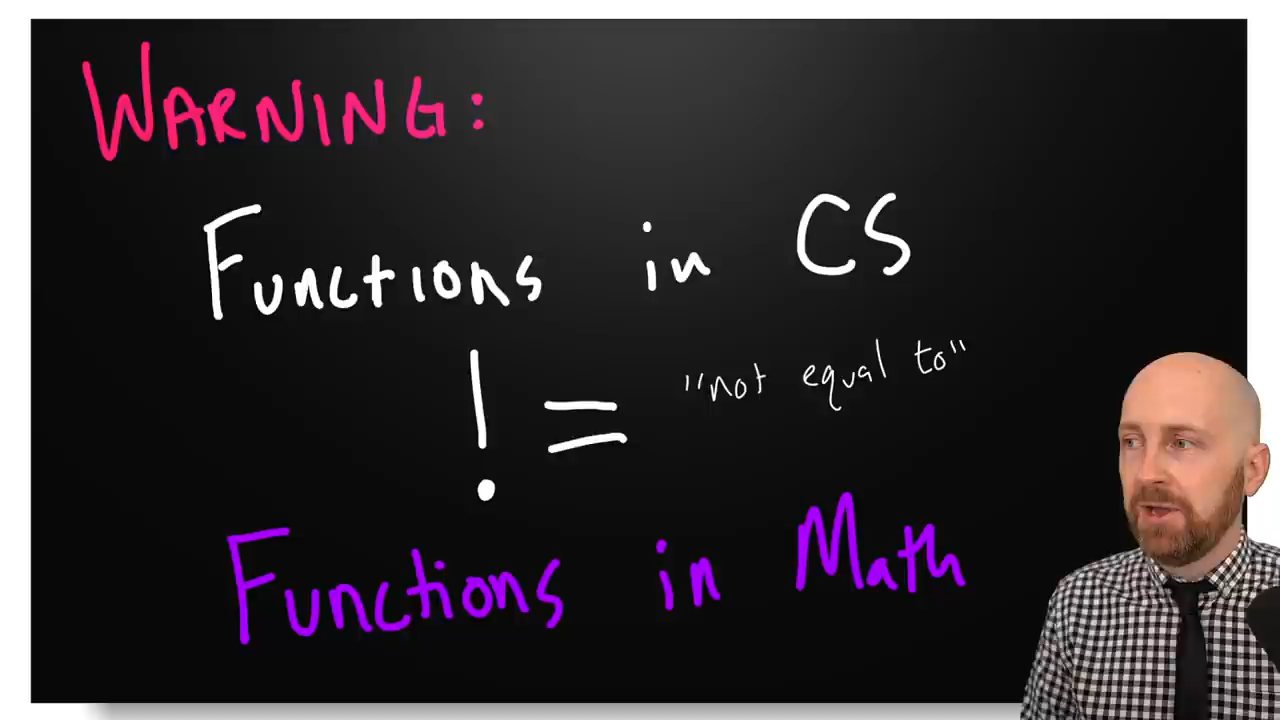 WARNING:
Functions in CS
!= "not equal to"
Functions in Math